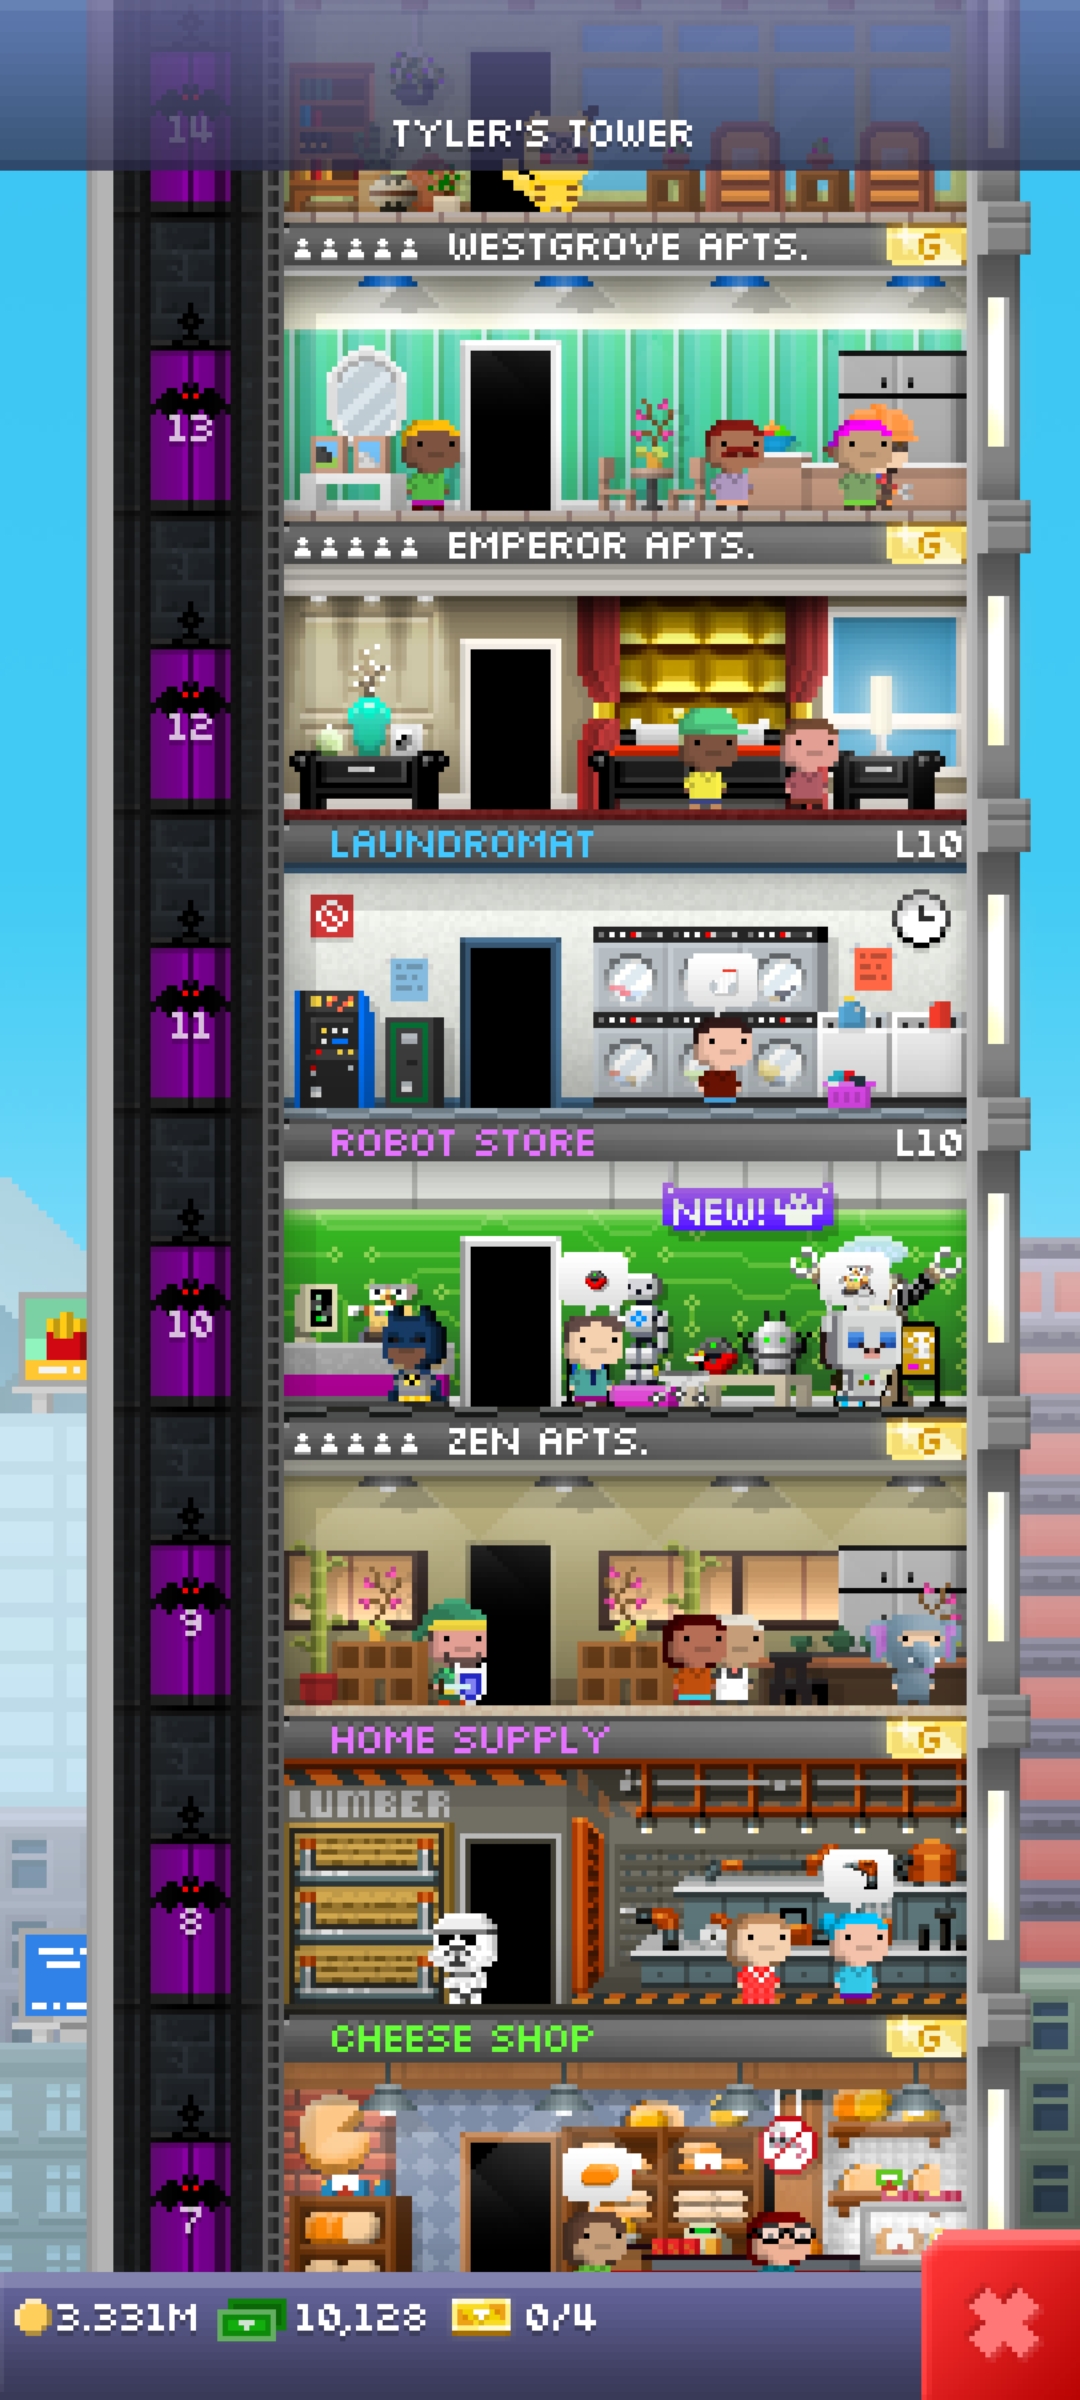 14
TYLER'S TOWER
WESTGROVE APTS. G
13
EMPEROR APTS. G
12
LAUNDROMAT L10
11
ROBOT STORE L10
NEW!
10
ZEN APTS. G
9
HOME SUPPLY G
LUMBER
8
CHEESE SHOP G
7
3.331M 10,128 0/4